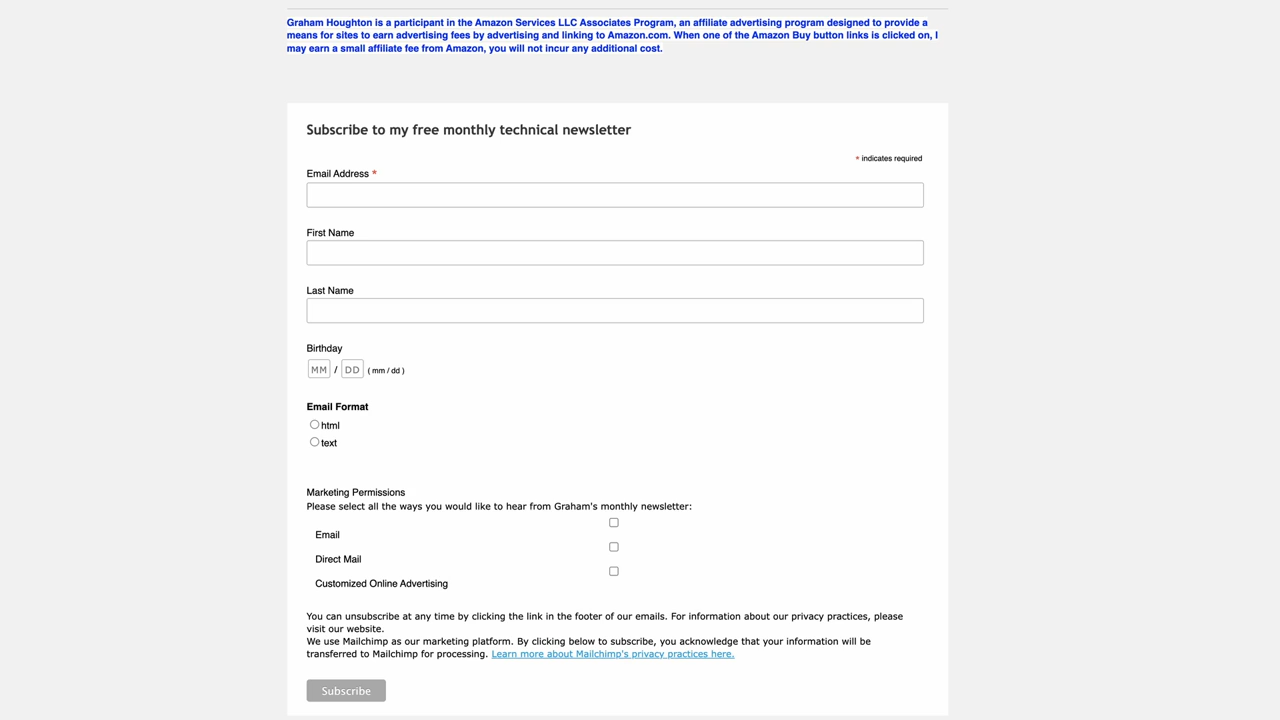 Graham Houghton is a participant in the Amazon Services LLC Associates Program, an affiliate advertising program designed to provide a
means for sites to earn advertising fees by advertising and linking to Amazon.com. When one of the Amazon Buy button links is clicked on, I
may earn a small affiliate fee from Amazon, you will not incur any additional cost.
Subscribe to my free monthly technical newsletter
* indicates required
Email Address *
First Name
Last Name
Birthday
MM / DD ( mm / dd )
Email Format
html
text
Marketing Permissions
Please select all the ways you would like to hear from Graham's monthly newsletter:
Email
Direct Mail
Customized Online Advertising
You can unsubscribe at any time by clicking the link in the footer of our emails. For information about our privacy practices, please
visit our website.
We use Mailchimp as our marketing platform. By clicking below to subscribe, you acknowledge that your information will be
transferred to Mailchimp for processing. Learn more about Mailchimp's privacy practices here.
Subscribe